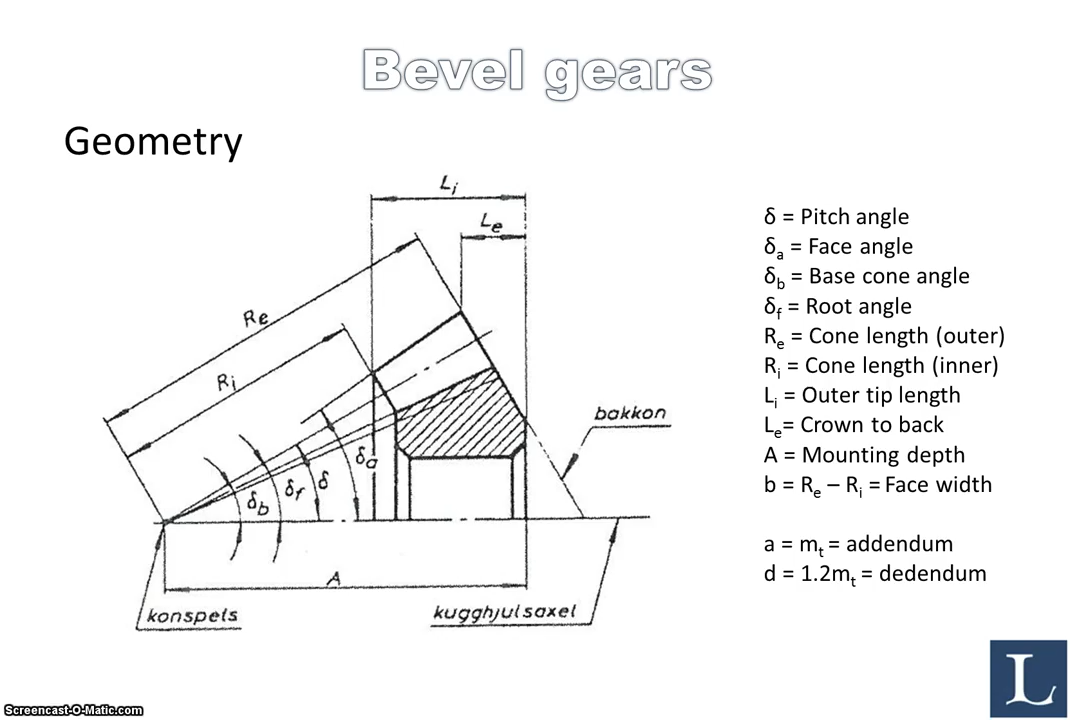 Bevel gears
Geometry
Lᵢ
Lₑ
Rₑ
Rᵢ
bakkon
δₐ
δ
δf
δb
A
konspets
kugghjulsaxel
δ = Pitch angle
δₐ = Face angle
δb = Base cone angle
δf = Root angle
Rₑ = Cone length (outer)
Rᵢ = Cone length (inner)
Lᵢ = Outer tip length
Lₑ= Crown to back
A = Mounting depth
b = Rₑ – Rᵢ = Face width
a = mₜ = addendum
d = 1.2mₜ = dedendum
L
Screencast-O-Matic.com